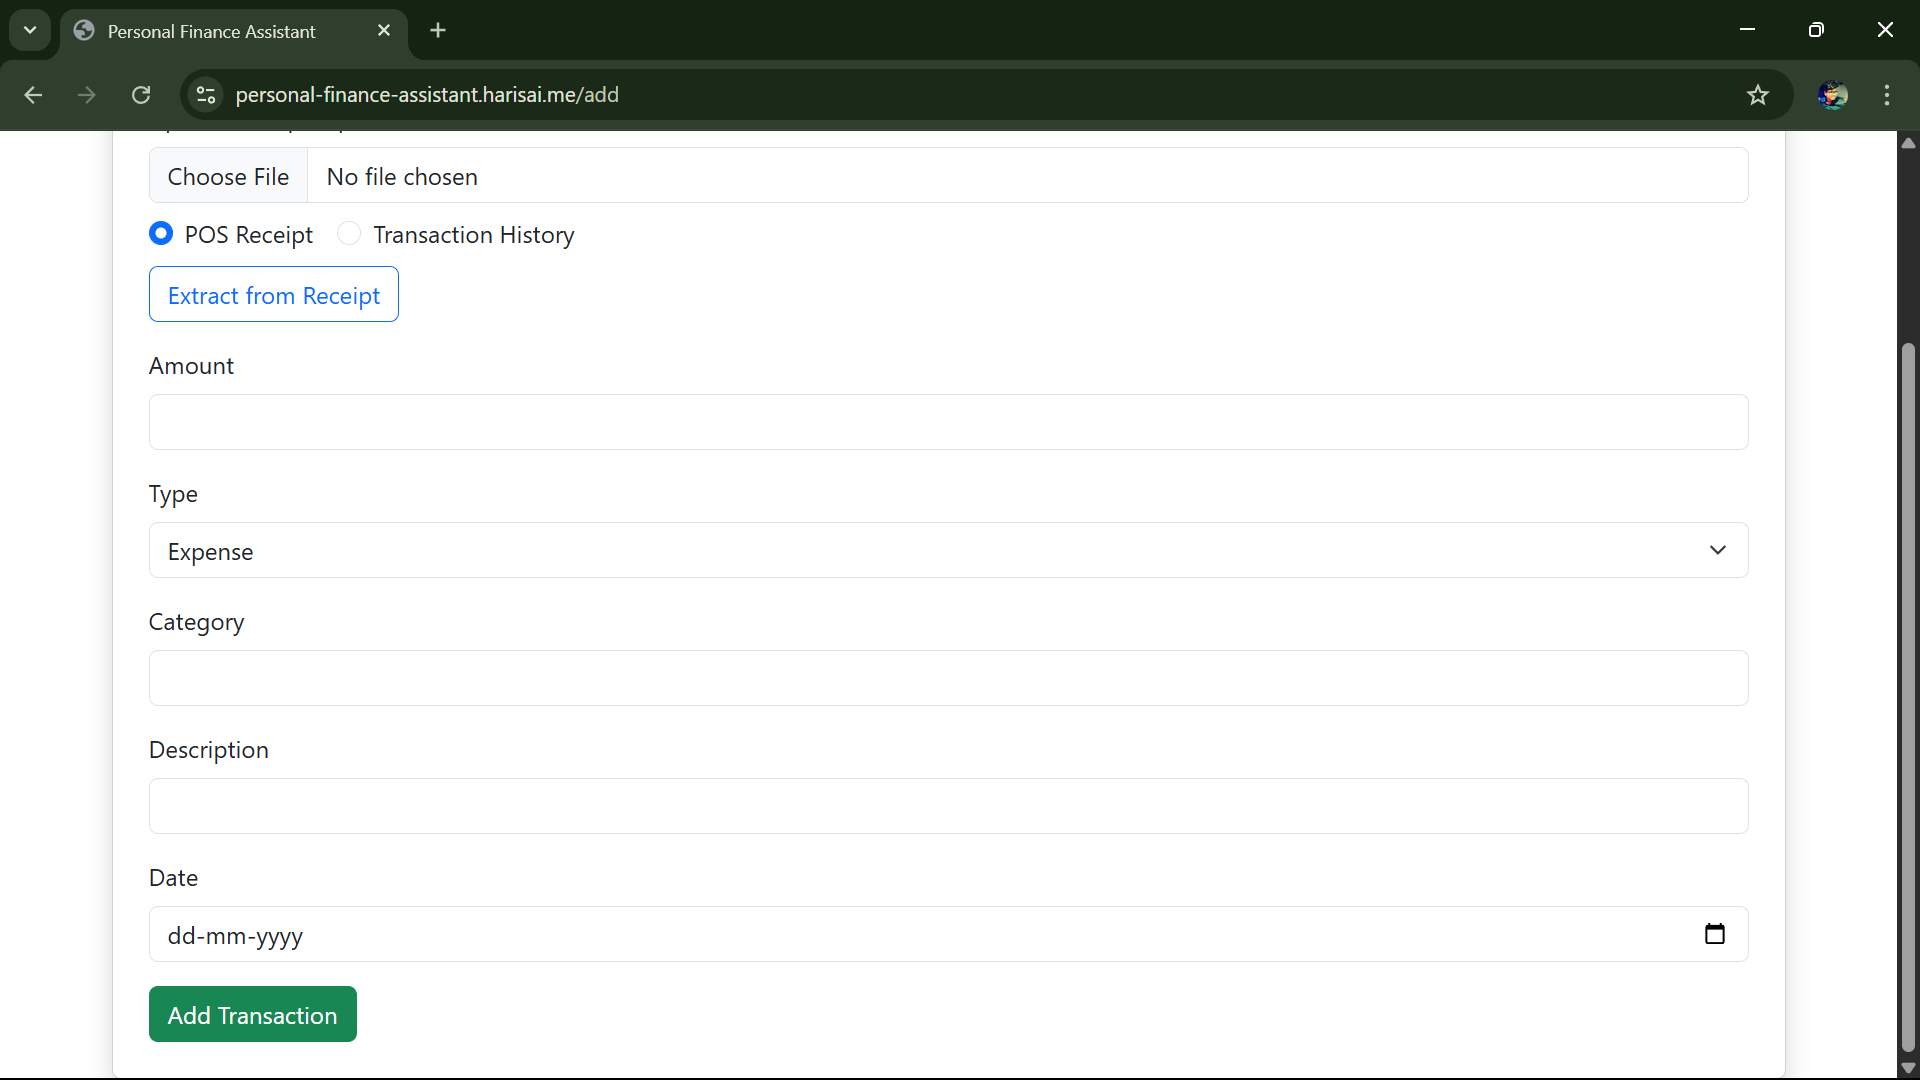 Personal Finance Assistant
personal-finance-assistant.harisai.me/add
Choose File No file chosen
POS Receipt Transaction History
Extract from Receipt
Amount
Type
Expense
Category
Description
Date
dd-mm-yyyy
Add Transaction